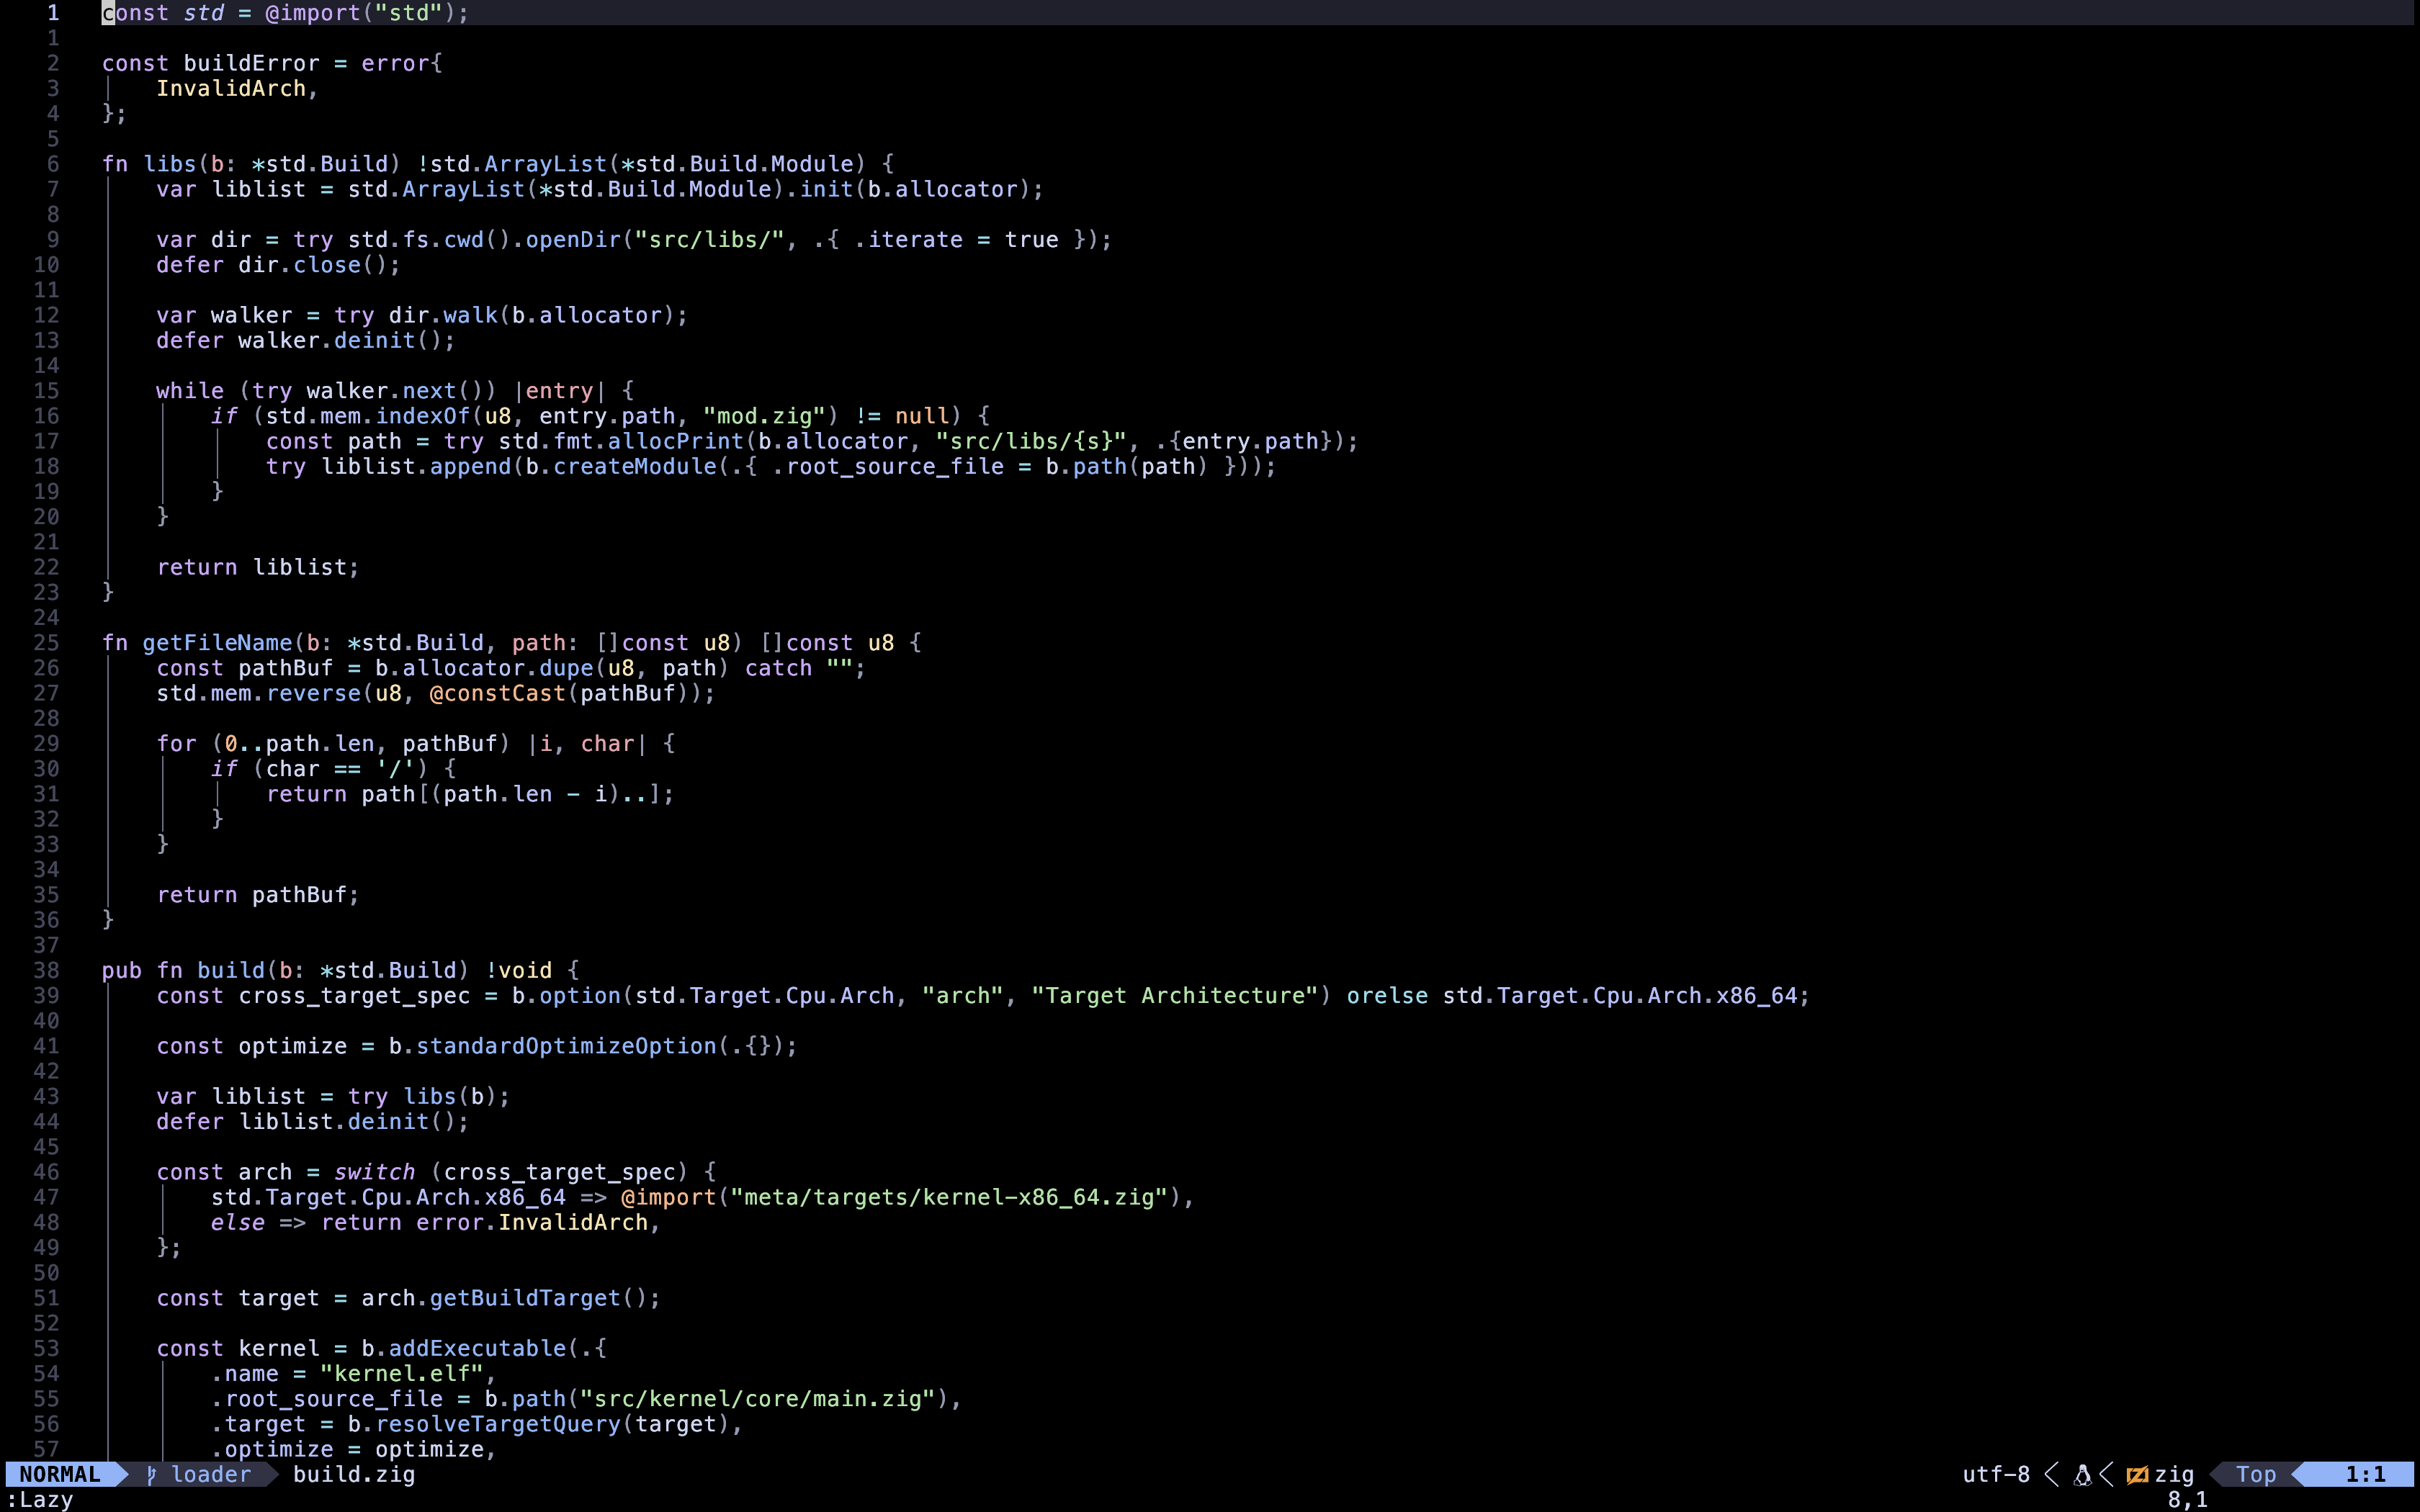 1 const std = @import("std");
1
2 const buildError = error{
3     InvalidArch,
4 };
5
6 fn libs(b: *std.Build) !std.ArrayList(*std.Build.Module) {
7     var liblist = std.ArrayList(*std.Build.Module).init(b.allocator);
8
9     var dir = try std.fs.cwd().openDir("src/libs/", .{ .iterate = true });
10     defer dir.close();
11
12     var walker = try dir.walk(b.allocator);
13     defer walker.deinit();
14
15     while (try walker.next()) |entry| {
16         if (std.mem.indexOf(u8, entry.path, "mod.zig") != null) {
17             const path = try std.fmt.allocPrint(b.allocator, "src/libs/{s}", .{entry.path});
18             try liblist.append(b.createModule(.{ .root_source_file = b.path(path) }));
19         }
20     }
21
22     return liblist;
23 }
24
25 fn getFileName(b: *std.Build, path: []const u8) []const u8 {
26     const pathBuf = b.allocator.dupe(u8, path) catch "";
27     std.mem.reverse(u8, @constCast(pathBuf));
28
29     for (0..path.len, pathBuf) |i, char| {
30         if (char == '/') {
31             return path[(path.len - i)..];
32         }
33     }
34
35     return pathBuf;
36 }
37
38 pub fn build(b: *std.Build) !void {
39     const cross_target_spec = b.option(std.Target.Cpu.Arch, "arch", "Target Architecture") orelse std.Target.Cpu.Arch.x86_64;
40
41     const optimize = b.standardOptimizeOption(.{});
42
43     var liblist = try libs(b);
44     defer liblist.deinit();
45
46     const arch = switch (cross_target_spec) {
47         std.Target.Cpu.Arch.x86_64 => @import("meta/targets/kernel-x86_64.zig"),
48         else => return error.InvalidArch,
49     };
50
51     const target = arch.getBuildTarget();
52
53     const kernel = b.addExecutable(.{
54         .name = "kernel.elf",
55         .root_source_file = b.path("src/kernel/core/main.zig"),
56         .target = b.resolveTargetQuery(target),
57         .optimize = optimize,
NORMAL loader build.zig utf-8 zig Top 1:1
:Lazy 8,1